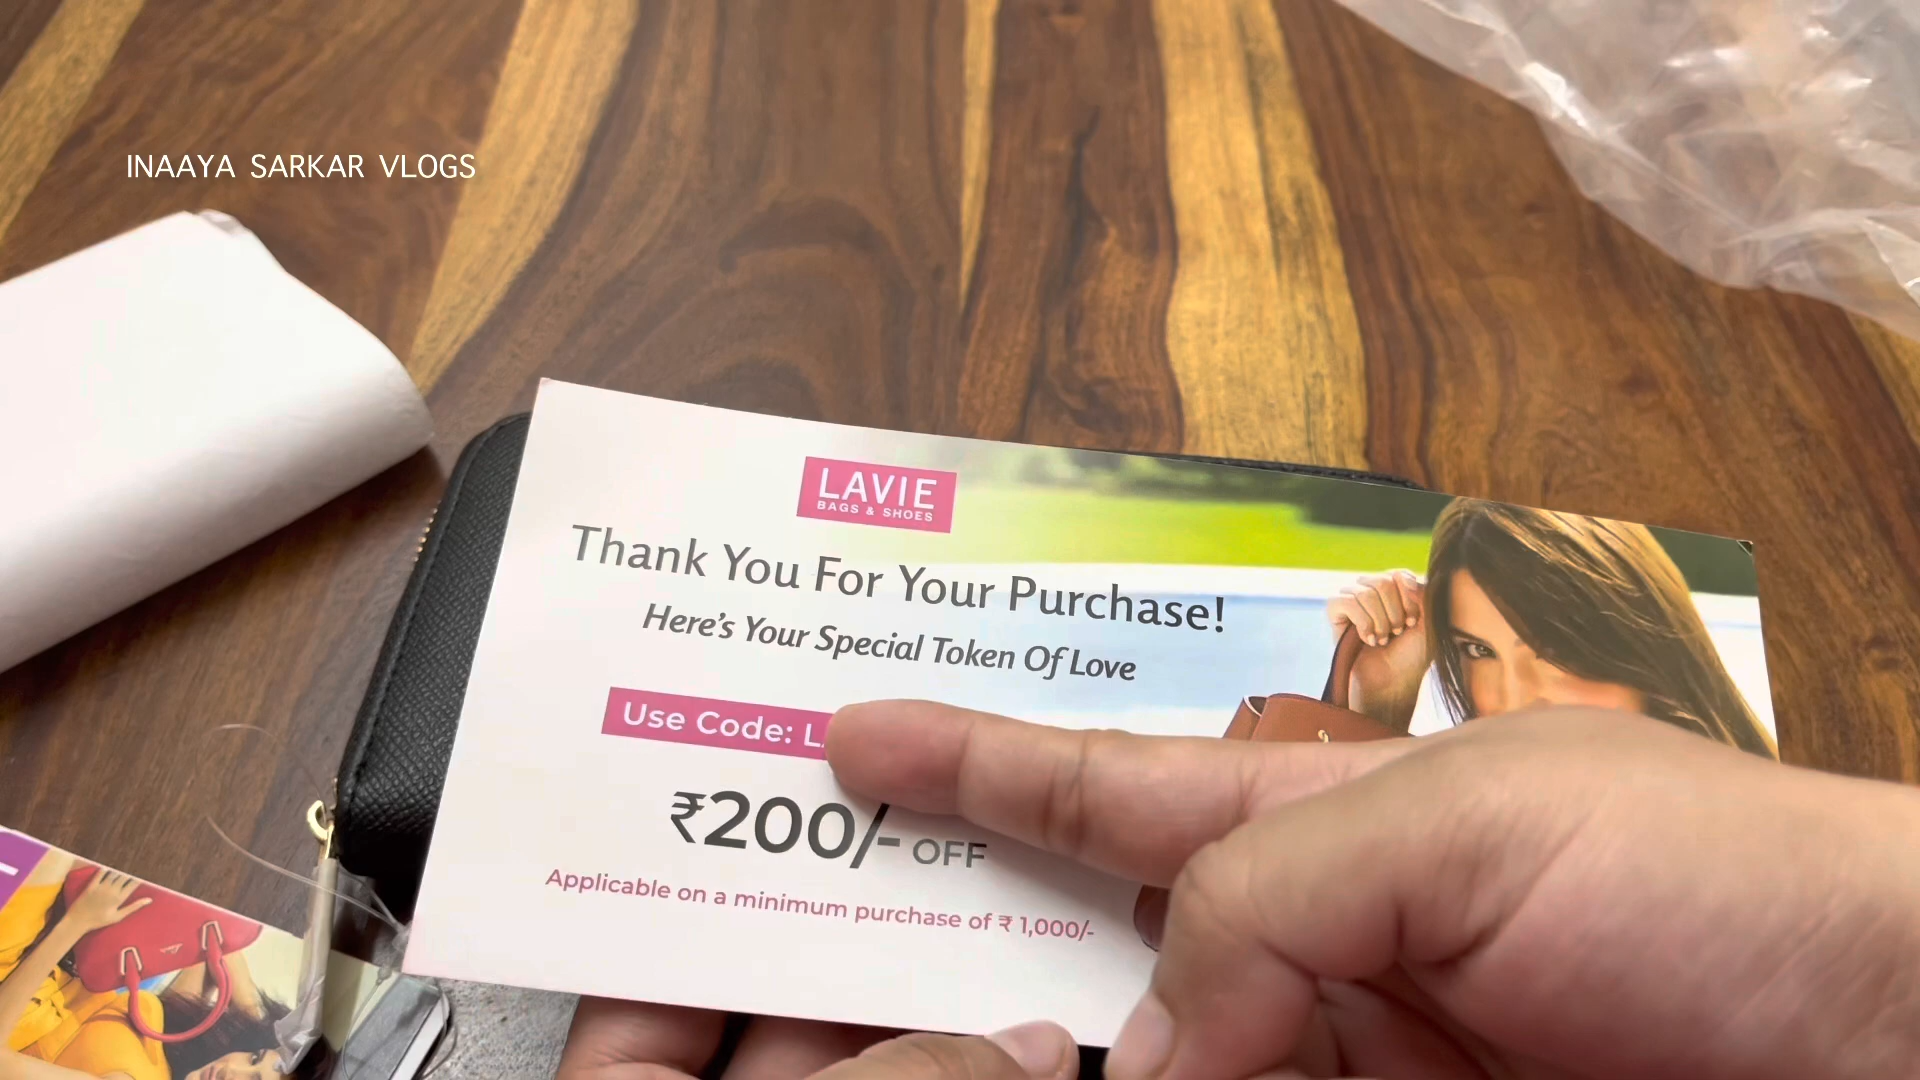 INAAYA SARKAR VLOGS
LAVIE
BAGS & SHOES
Thank You For Your Purchase!
Here's Your Special Token Of Love
Use Code:
₹200/- OFF
Applicable on a minimum purchase of ₹ 1,000/-